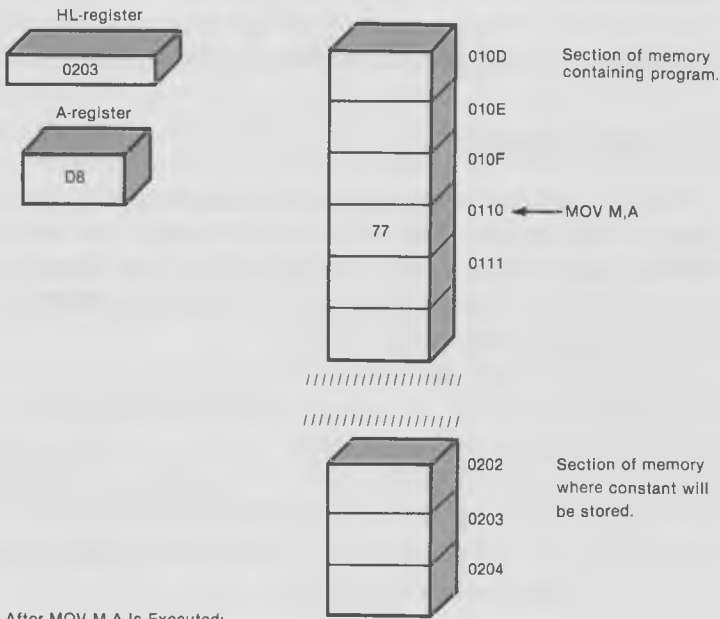 HL-register
0203
A-register
D8
010D
Section of memory
containing program.
010E
010F
0110
MOV M,A
77
0111
////////////////////
////////////////////
0202
Section of memory
where constant will
be stored.
0203
0204
After MOV M,A Is Executed: